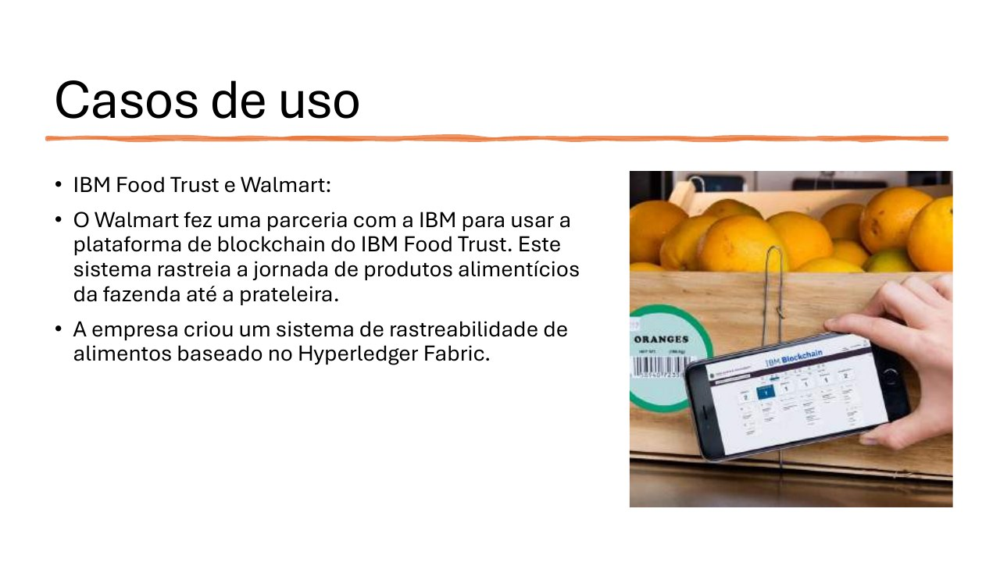 Casos de uso
• IBM Food Trust e Walmart:
• O Walmart fez uma parceria com a IBM para usar a
plataforma de blockchain do IBM Food Trust. Este
sistema rastreia a jornada de produtos alimentícios
da fazenda até a prateleira.
• A empresa criou um sistema de rastreabilidade de
alimentos baseado no Hyperledger Fabric.
ORANGES
IBM Blockchain